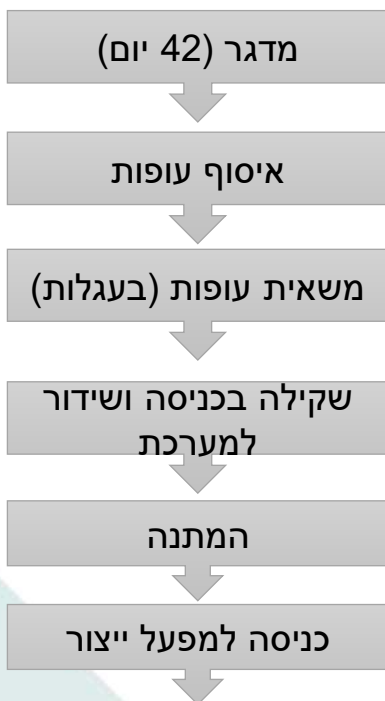 מדגר (42 יום)
איסוף עופות
משאית עופות (בעגלות)
שקילה בכניסה ושידור
למערכת
המתנה
כניסה למפעל ייצור